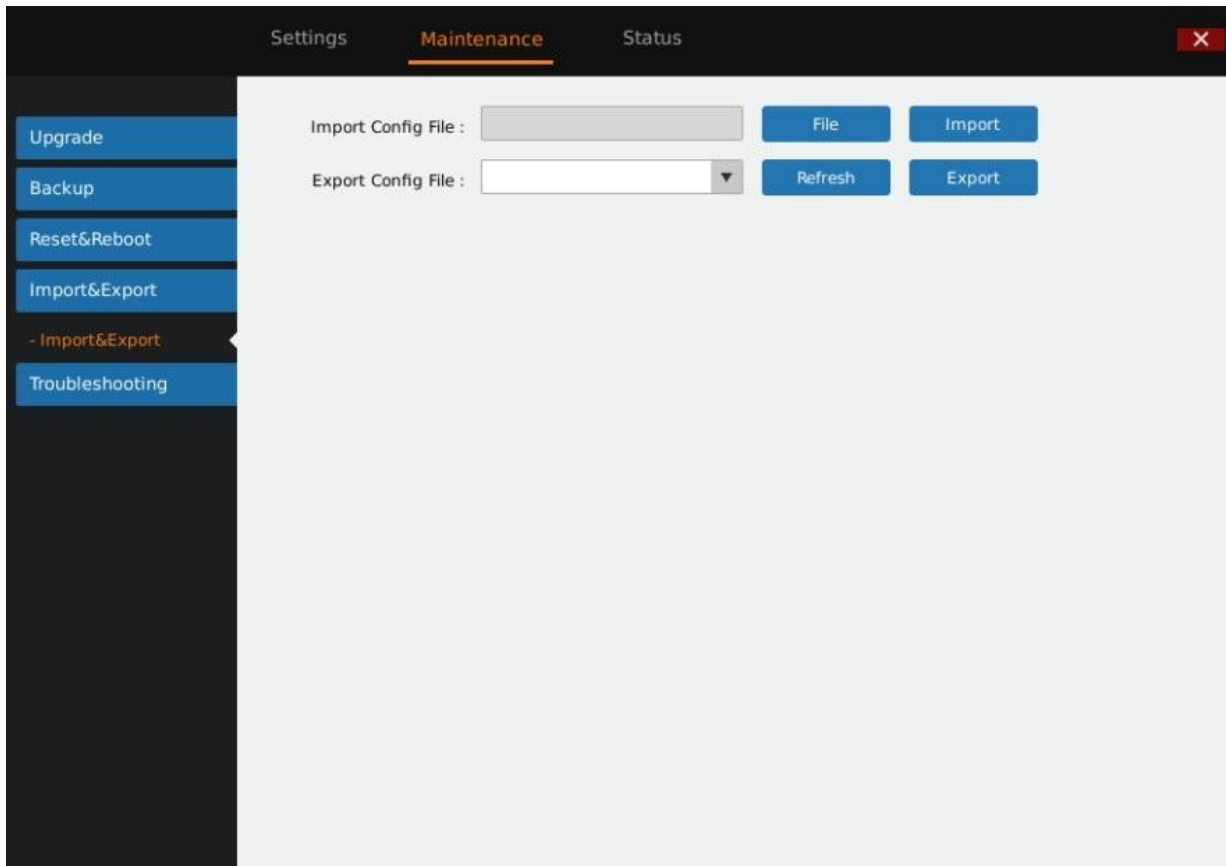 Settings Maintenance Status
Upgrade
Backup
Reset&Reboot
Import&Export
- Import&Export
Troubleshooting
Import Config File : File Import
Export Config File : Refresh Export